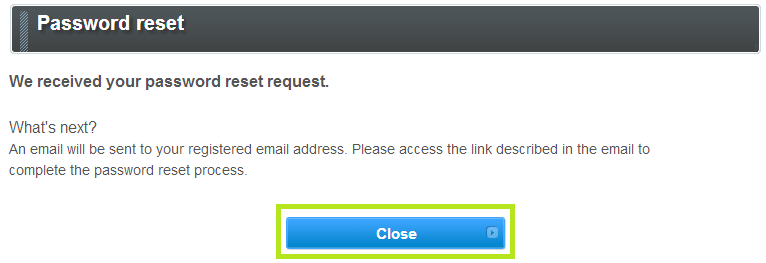 Password reset
We received your password reset request.
What's next?
An email will be sent to your registered email address. Please access the link described in the email to
complete the password reset process.
Close